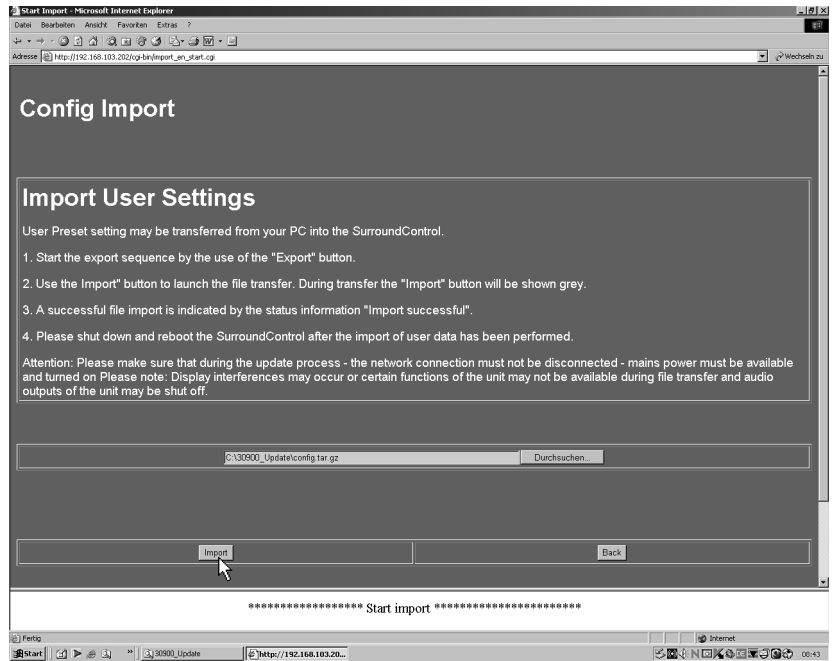 Start Import - Microsoft Internet Explorer
Datei Bearbeiten Ansicht Favoriten Extras ?
Adresse http://192.168.103.202/cgi-bin/import_en_start.cgi Wechseln zu
Config Import
Import User Settings
User Preset setting may be transferred from your PC into the SurroundControl.
1. Start the export sequence by the use of the "Export" button.
2. Use the Import" button to launch the file transfer. During transfer the "Import" button will be shown grey.
3. A successful file import is indicated by the status information "Import successful".
4. Please shut down and reboot the SurroundControl after the import of user data has been performed.
Attention: Please make sure that during the update process - the network connection must not be disconnected - mains power must be available
and turned on Please note: Display interferences may occur or certain functions of the unit may not be available during file transfer and audio
outputs of the unit may be shut off.
C:\30900_Update\config.tar.gz Durchsuchen...
Import Back
****************** Start import ***********************
Fertig Internet
Start 30900_Update http://192.168.103.20... 08:43